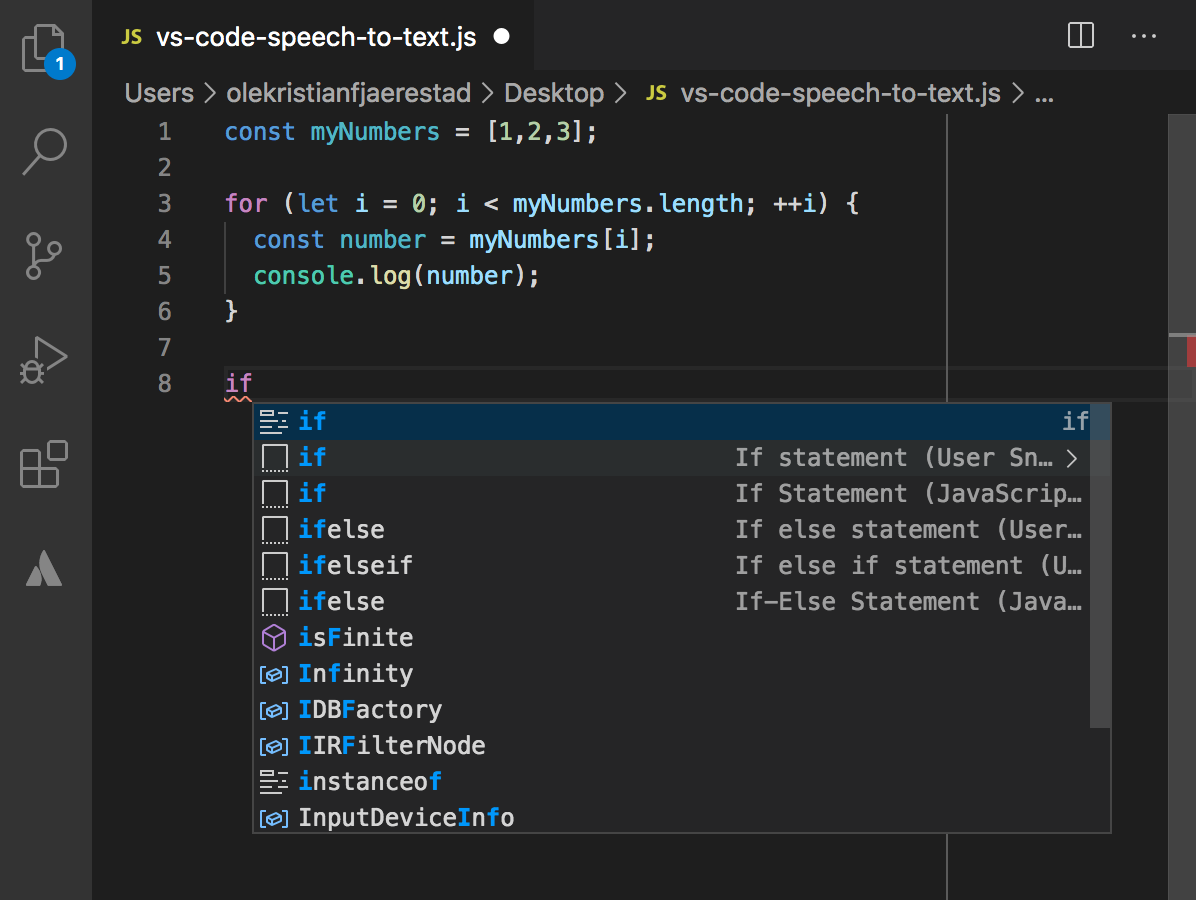 JS vs-code-speech-to-text.js
1
Users > olekristianfjaerestad > Desktop > JS vs-code-speech-to-text.js > ...
1 const myNumbers = [1,2,3];
2
3 for (let i = 0; i < myNumbers.length; ++i) {
4 const number = myNumbers[i];
5 console.log(number);
6 }
7
8 if
if if
if If statement (User Sn… >
if If Statement (JavaScrip…
ifelse If else statement (User…
ifelseif If else if statement (U…
ifelse If-Else Statement (Java…
isFinite
Infinity
IDBFactory
IIRFilterNode
instanceof
InputDeviceInfo